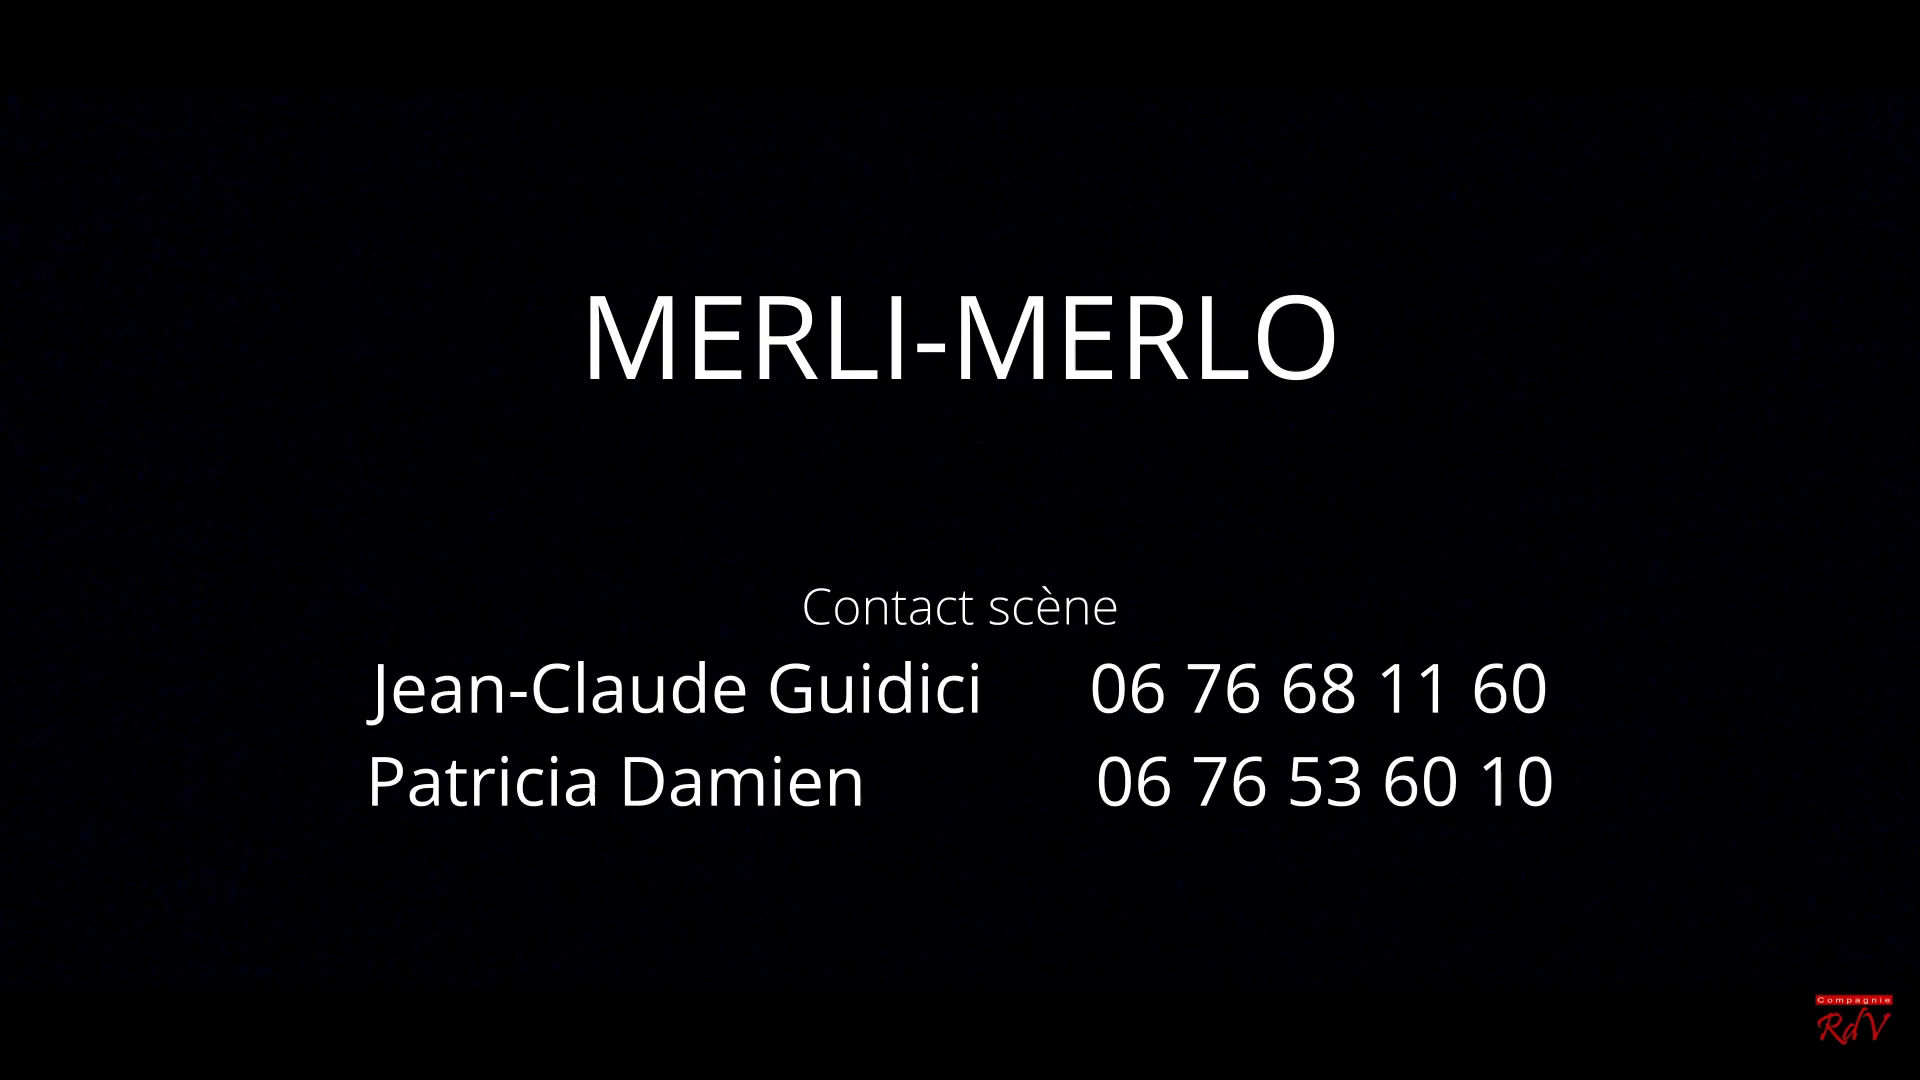 MERLI-MERLO
Contact scène
Jean-Claude Guidici 06 76 68 11 60
Patricia Damien 06 76 53 60 10
Compagnie
RdV